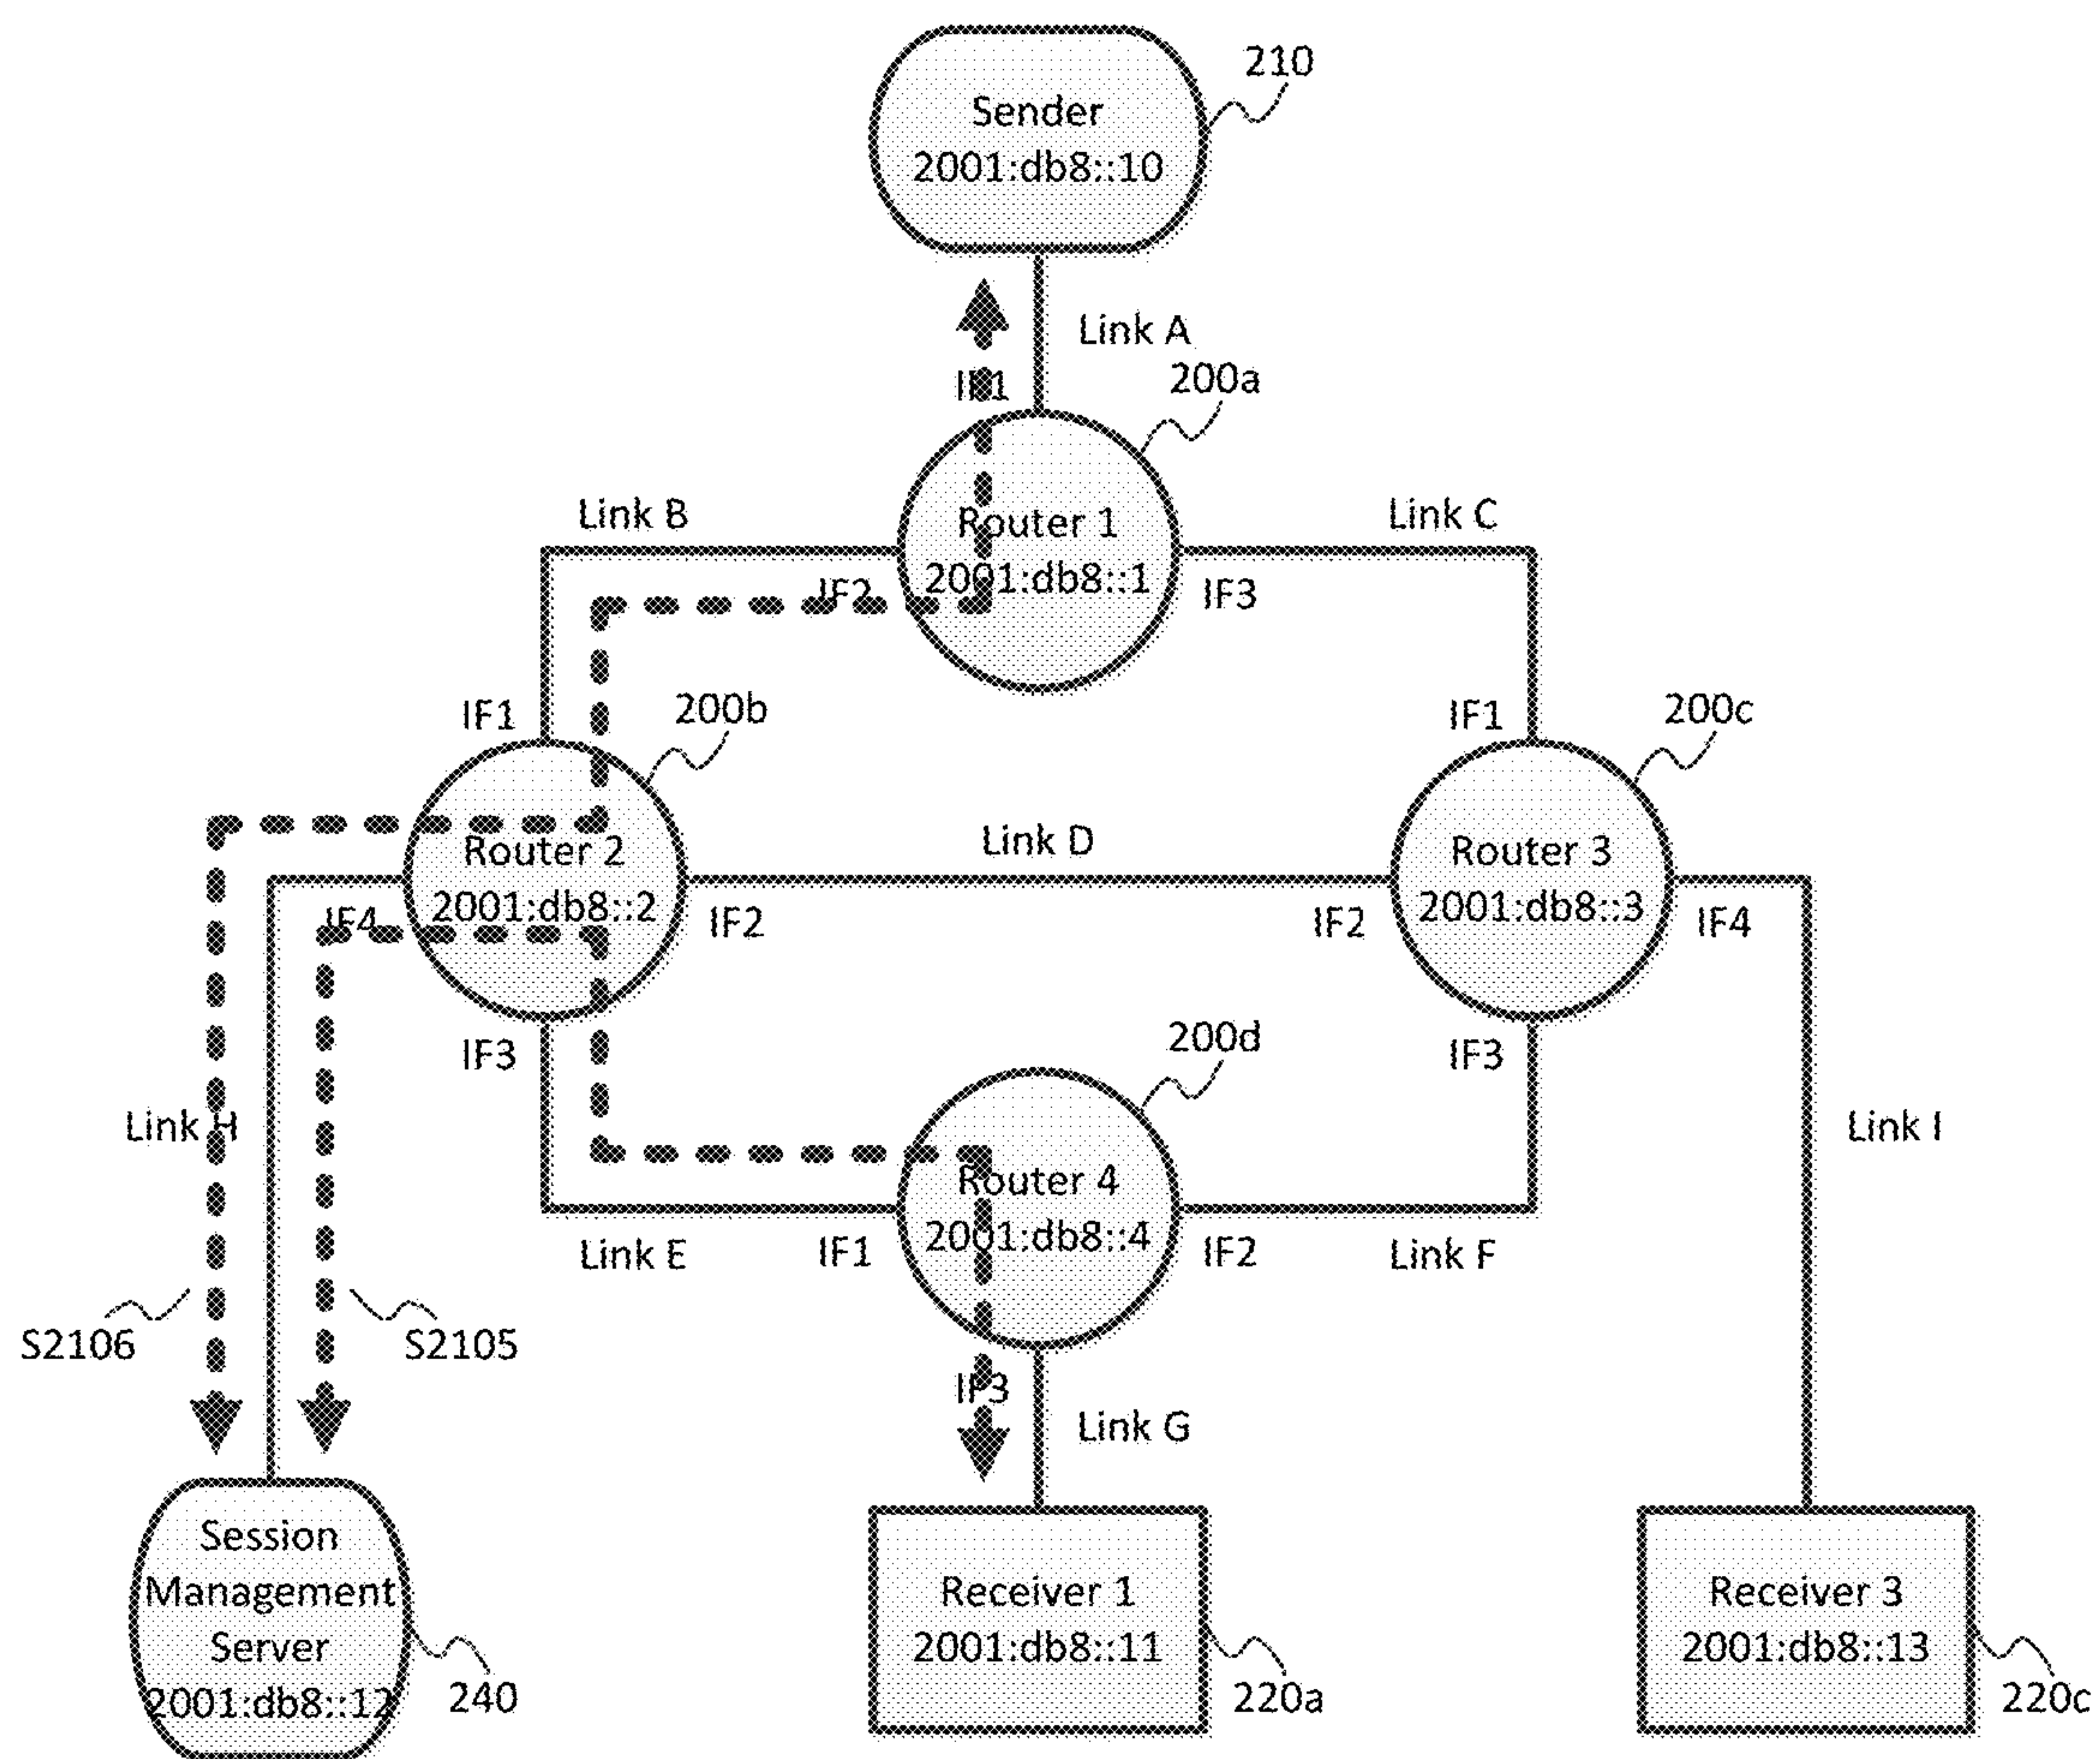 210
Sender
2001:db8::10
Link A
IF1
200a
Link B
Link C
Router 1
2001:db8::1
IF2
IF3
IF1
200b
IF1
200c
Router 2
2001:db8::2
Link D
Router 3
2001:db8::3
IF4
IF2
IF2
IF4
IF3
200d
IF3
Link H
Link I
Router 4
2001:db8::4
Link E
IF1
IF2
Link F
S2106
S2105
IF3
Link G
Session
Management
Server
2001:db8::12
240
Receiver 1
2001:db8::11
220a
Receiver 3
2001:db8::13
220c